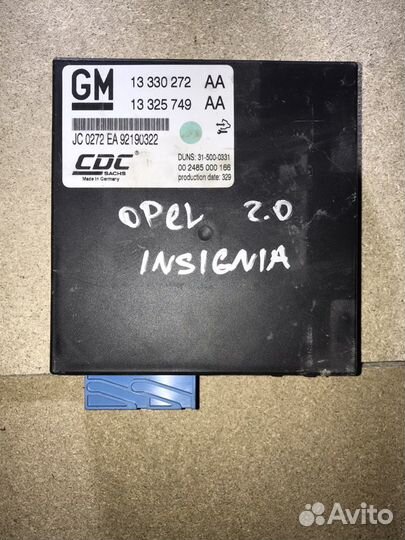 GM 13 330 272 AA
13 325 749 AA
JC 0272 EA 92190322
CDC
SACHS
Made in Germany
DUNS: 31-500-0331
00 2485 000 166
production date: 329
OPEL 2.0
INSIGNIA
Avito